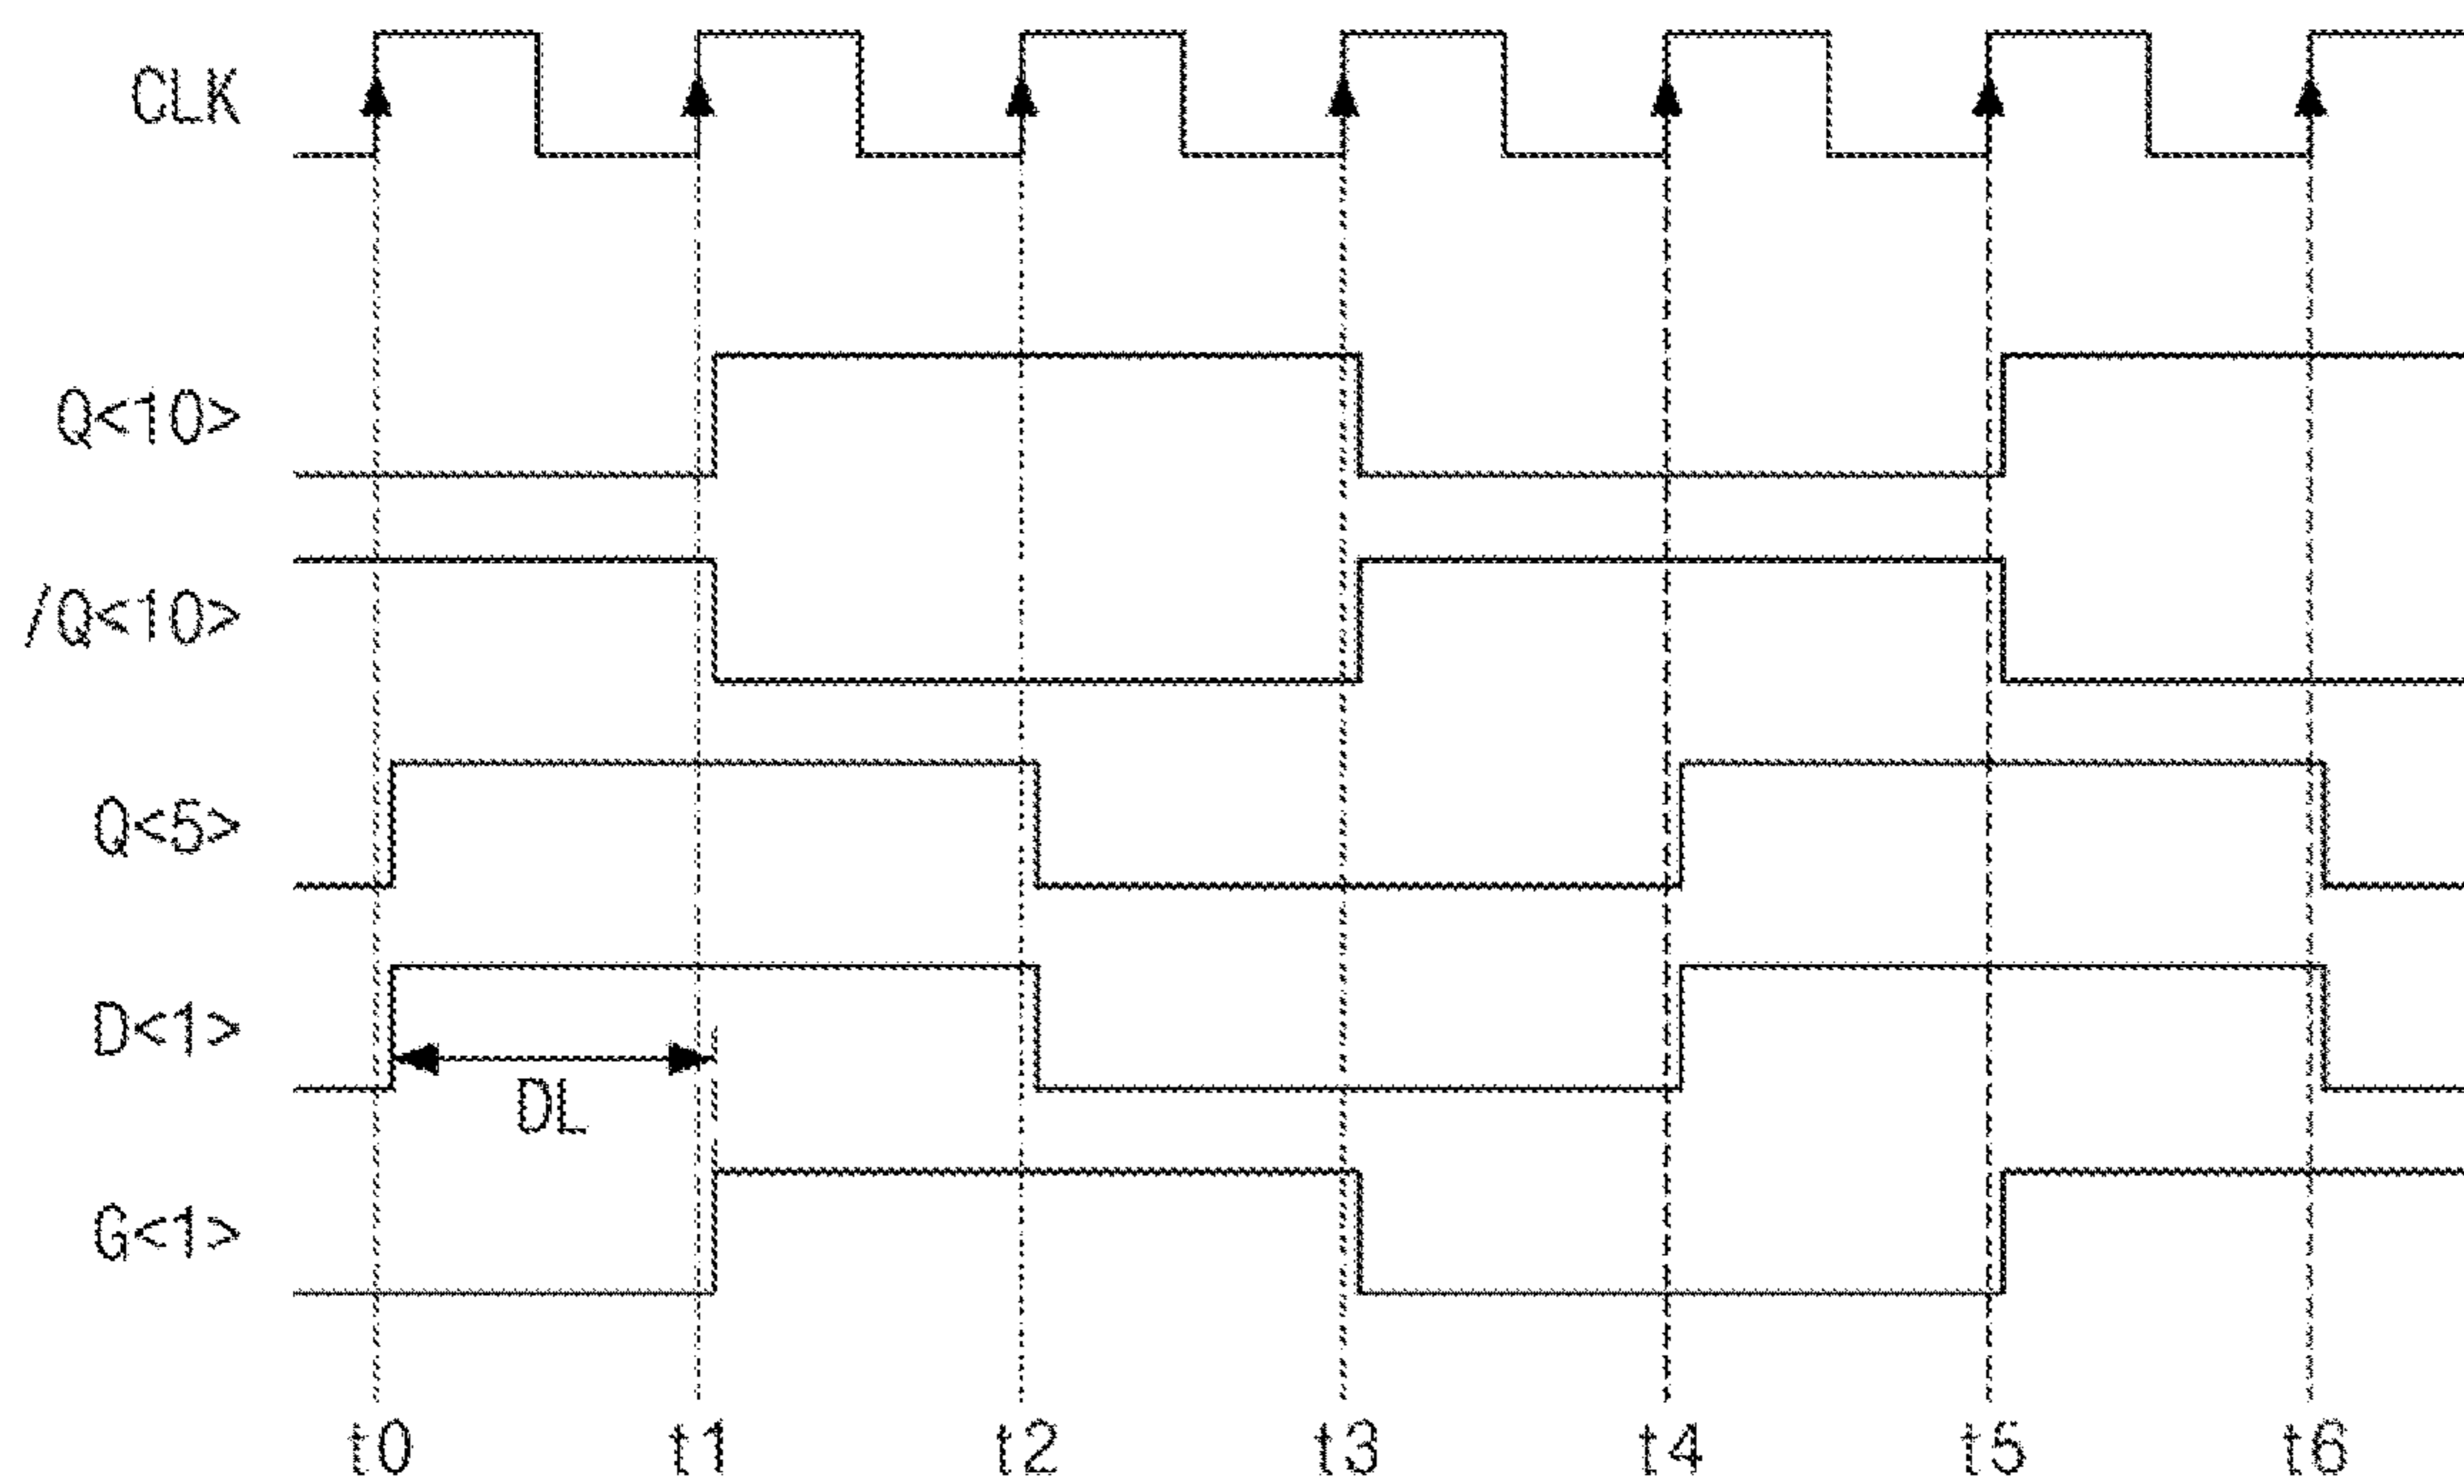 CLK
Q<10>
/Q<10>
Q<5>
D<1>
DL
G<1>
t0 t1 t2 t3 t4 t5 t6